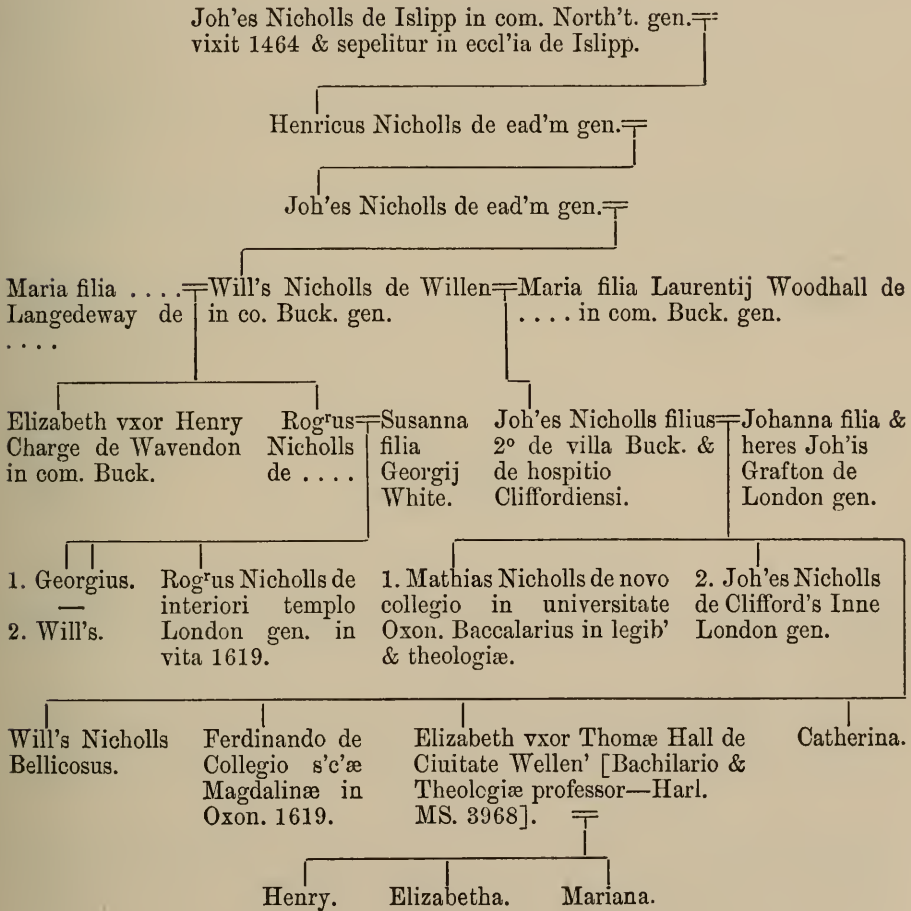 Joh'es Nicholls de Islipp in com. North't. gen.
vixit 1464 & sepelitur in eccl'ia de Islipp.
Henricus Nicholls de ead'm gen.
Joh'es Nicholls de ead'm gen.
Maria filia . . . .
Langedeway de
. . . .
Will's Nicholls de Willen
in co. Buck. gen.
Maria filia Laurentij Woodhall de
. . . . in com. Buck. gen.
Elizabeth vxor Henry
Charge de Wavendon
in com. Buck.
Rogʳus
Nicholls
de . . . .
Susanna
filia
Georgij
White.
Joh'es Nicholls filius
2º de villa Buck. &
de hospitio
Cliffordiensi.
Johanna filia &
heres Joh'is
Grafton de
London gen.
1. Georgius.
—
2. Will's.
Rogʳus Nicholls de
interiori templo
London gen. in
vita 1619.
1. Mathias Nicholls de novo
collegio in universitate
Oxon. Baccalarius in legib'
& theologiæ.
2. Joh'es Nicholls
de Clifford's Inne
London gen.
Will's Nicholls
Bellicosus.
Ferdinando de
Collegio s'c'æ
Magdalinæ in
Oxon. 1619.
Elizabeth vxor Thomæ Hall de
Ciuitate Wellen' [Bachilario &
Theolcgiæ professor—Harl.
MS. 3968].
Catherina.
Henry.
Elizabetha.
Mariana.